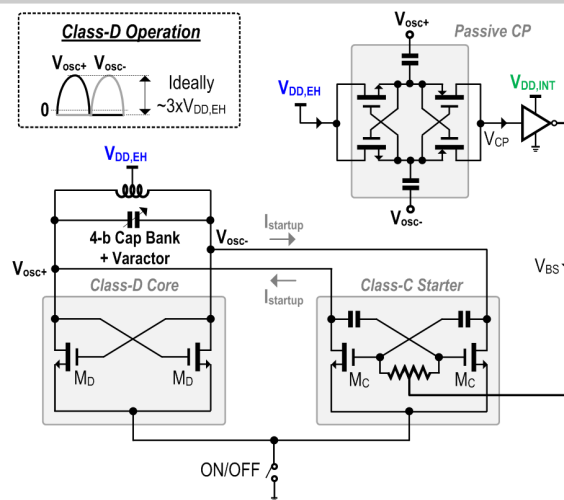 Class-D Operation
Vosc+ Vosc-
0
Ideally
~3xVDD,EH
Vosc+
Passive CP
VDD,EH
VDD,INT
VCP
Vosc-
VDD,EH
4-b Cap Bank
+ Varactor
Vosc-
Vosc+
Istartup
Istartup
VBS
Class-D Core
Class-C Starter
MD
MD
MC
MC
ON/OFF